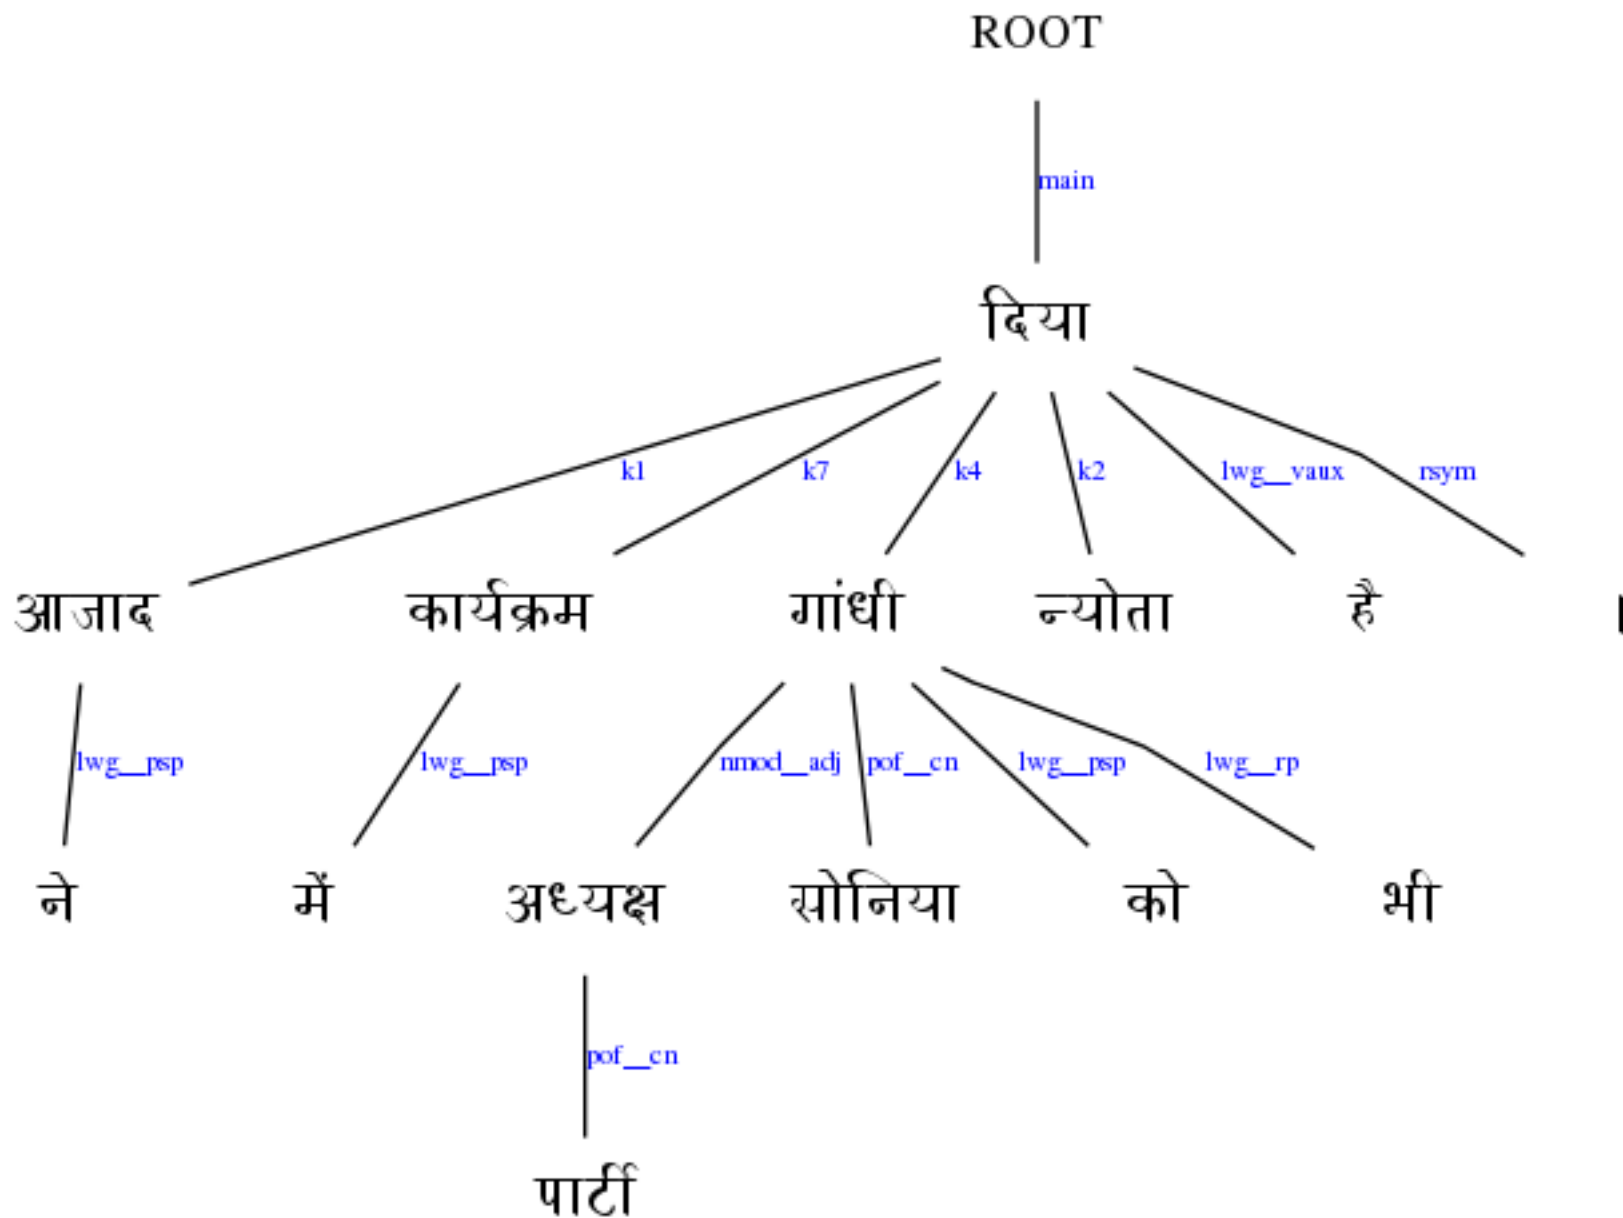 ROOT
main
दिया
k1 k7 k4 k2 lwg__vaux rsym
आजाद कार्यक्रम गांधी न्योता है ।
lwg__psp lwg__psp nmod__adj pof__cn lwg__psp lwg__rp
ने में अध्यक्ष सोनिया को भी
pof__cn
पार्टी